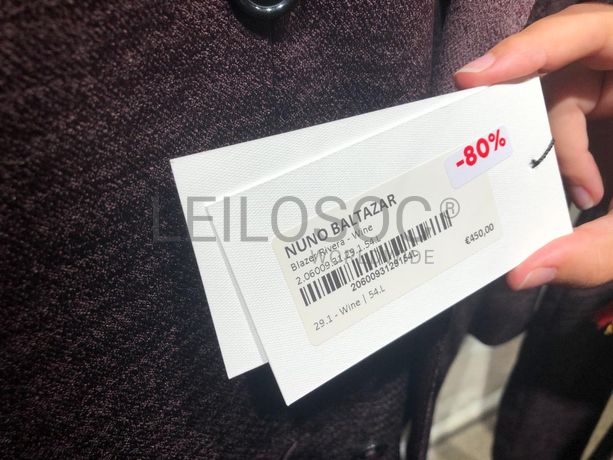 -80%
NUNO BALTAZAR
Blazer Rivera - Wine
€450,00
29.1 - Wine | 54.L
LEILOSOC®